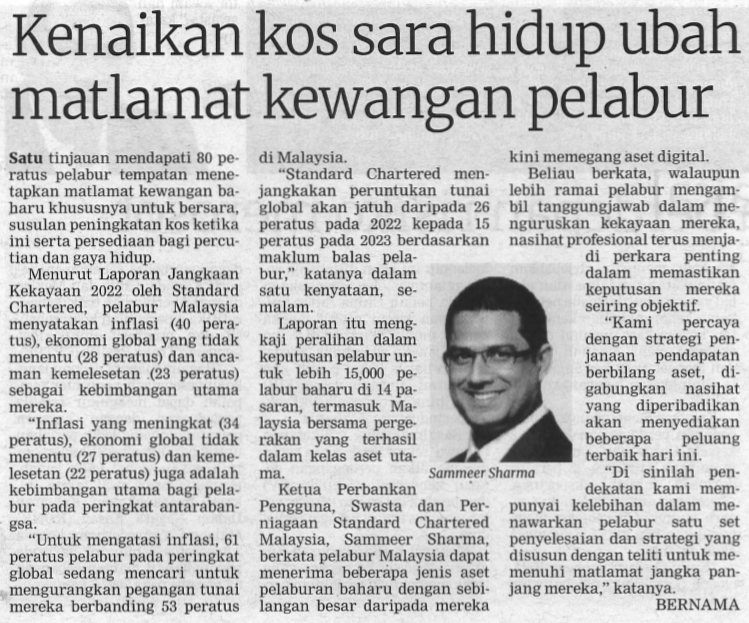 Kenaikan kos sara hidup ubah
matlamat kewangan pelabur
Satu tinjauan mendapati 80 pe-
ratus pelabur tempatan mene-
tapkan matlamat kewangan ba-
haru khususnya untuk bersara,
susulan peningkatan kos ketika
ini serta persediaan bagi percu-
tian dan gaya hidup.
Menurut Laporan Jangkaan
Kekayaan 2022 oleh Standard
Chartered, pelabur Malaysia
menyatakan inflasi (40 pera-
tus), ekonomi global yang tidak
menentu (28 peratus) dan anca-
man kemelesetan (23 peratus)
sebagai kebimbangan utama
mereka.
"Inflasi yang meningkat (34
peratus), ekonomi global tidak
menentu (27 peratus) dan keme-
lesetan (22 peratus) juga adalah
kebimbangan utama bagi pela-
bur pada peringkat antaraban-
gsa.
"Untuk mengatasi inflasi, 61
peratus pelabur pada peringkat
global sedang mencari untuk
mengurangkan pegangan tunai
mereka berbanding 53 peratus
di Malaysia.
"Standard Chartered men-
jangkakan peruntukan tunai
global akan jatuh daripada 26
peratus pada 2022 kepada 15
peratus pada 2023 berdasarkan
maklum balas pela-
bur," katanya dalam
satu kenyataan, se-
malam.
Laporan itu meng-
kaji peralihan dalam
keputusan pelabur un-
tuk lebih 15,000 pe-
labur baharu di 14 pa-
saran, termasuk Ma-
laysia bersama perge-
rakan yang terhasil
dalam kelas aset uta-
ma.
Ketua Perbankan
Pengguna, Swasta dan Per-
niagaan Standard Chartered
Malaysia, Sammeer Sharma,
berkata pelabur Malaysia dapat
menerima beberapa jenis aset
pelaburan baharu dengan sebi-
langan besar daripada mereka
Sammeer Sharma
kini memegang aset digital.
Beliau berkata, walaupun
lebih ramai pelabur mengam-
bil tanggungjawab dalam me-
nguruskan kekayaan mereka,
nasihat profesional terus menja-
di perkara penting
dalam memastikan
keputusan mereka
seiring objektif.
"Kami percaya
dengan strategi pen-
janaan pendapatan
berbilang aset, di-
gabungkan nasihat
yang diperibadikan
akan menyediakan
beberapa peluang
terbaik hari ini.
"Di sinilah pen-
dekatan kami mem-
punyai kelebihan dalam me-
nawarkan pelabur satu set
penyelesaian dan strategi yang
disusun dengan teliti untuk me-
menuhi matlamat jangka pan-
jang mereka," katanya.
BERNAMA